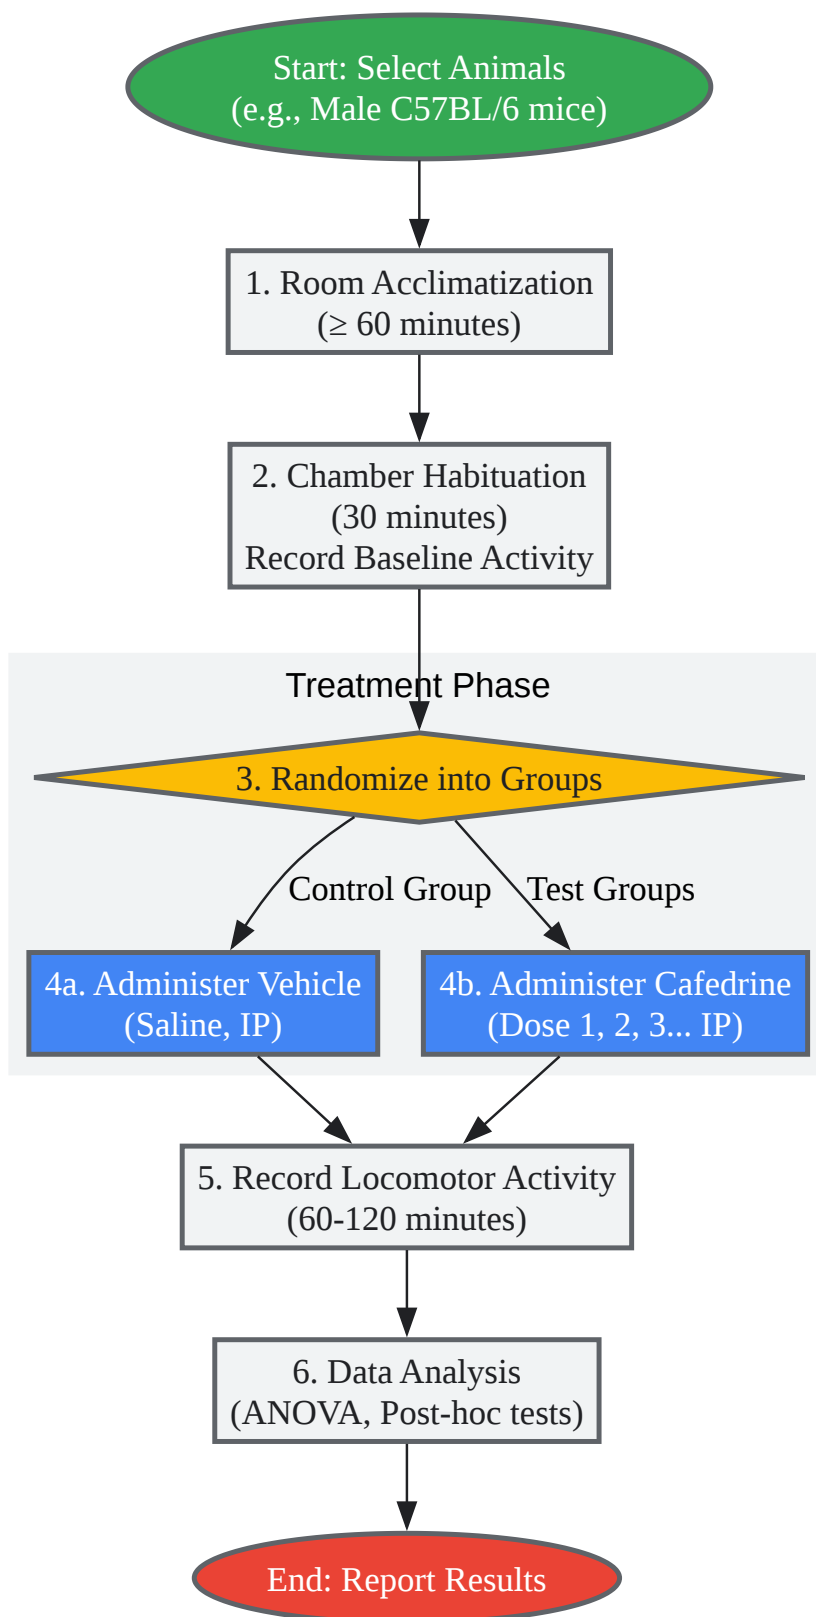 Start: Select Animals
(e.g., Male C57BL/6 mice)
1. Room Acclimatization
(≥ 60 minutes)
2. Chamber Habituation
(30 minutes)
Record Baseline Activity
Treatment Phase
3. Randomize into Groups
Control Group
Test Groups
4a. Administer Vehicle
(Saline, IP)
4b. Administer Cafedrine
(Dose 1, 2, 3... IP)
5. Record Locomotor Activity
(60-120 minutes)
6. Data Analysis
(ANOVA, Post-hoc tests)
End: Report Results